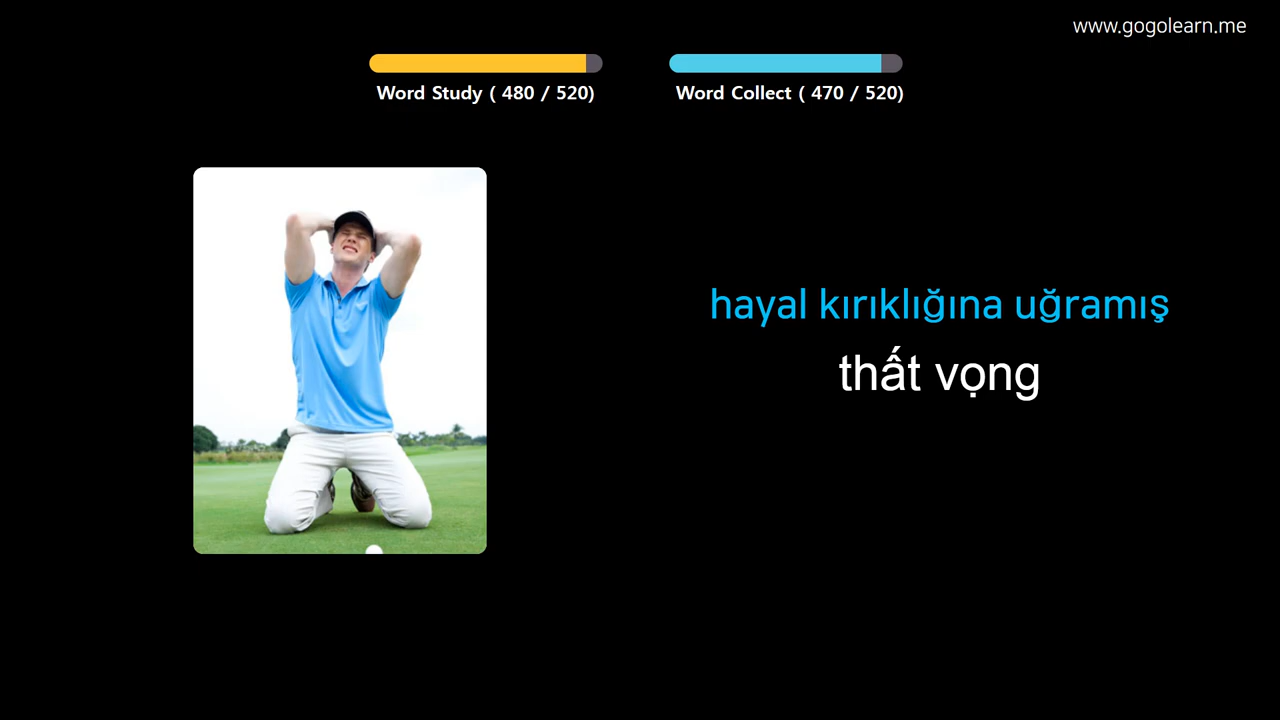 www.gogolearn.me
Word Study ( 480 / 520)
Word Collect ( 470 / 520)
hayal kırıklığına uğramış
thất vọng